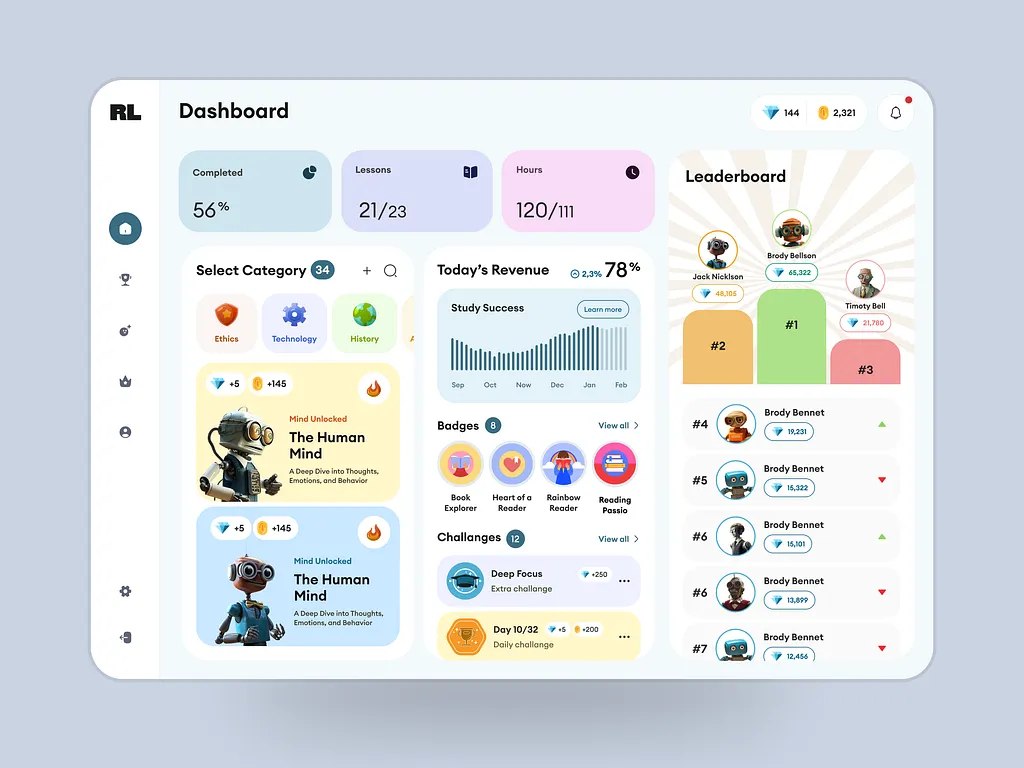 RL
Dashboard
144
2,321
Completed
56%
Lessons
21/23
Hours
120/111
Select Category
34
Ethics
Technology
History
A
+5
+145
Mind Unlocked
The Human
Mind
A Deep Dive into Thoughts,
Emotions, and Behavior
+5
+145
Mind Unlocked
The Human
Mind
A Deep Dive into Thoughts,
Emotions, and Behavior
Today's Revenue
2,3%
78%
Study Success
Learn more
Sep
Oct
Now
Dec
Jan
Feb
Badges
8
View all
Book
Explorer
Heart of a
Reader
Rainbow
Reader
Reading
Passio
Challanges
12
View all
Deep Focus
+250
Extra challange
Day 10/32
+5
+200
Daily challange
Leaderboard
Brody Bellson
65,322
Jack Nicklson
48,105
Timoty Bell
21,780
#1
#2
#3
#4
Brody Bennet
19,231
#5
Brody Bennet
15,322
#6
Brody Bennet
15,101
#6
Brody Bennet
13,899
#7
Brody Bennet
12,456